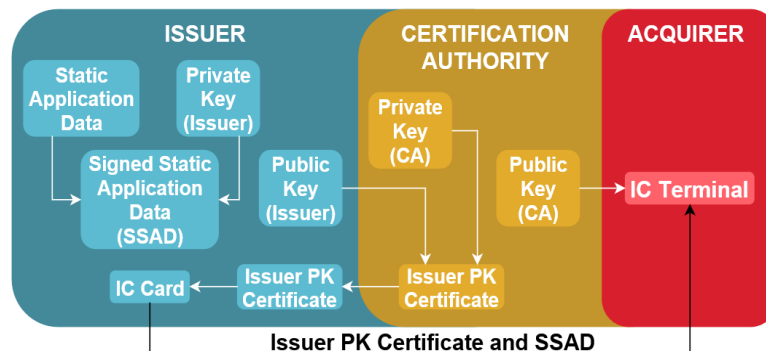 ISSUER
CERTIFICATION
AUTHORITY
ACQUIRER
Static
Application
Data
Private
Key
(Issuer)
Signed Static
Application
Data
(SSAD)
Public
Key
(Issuer)
Private
Key
(CA)
Public
Key
(CA)
IC Terminal
IC Card
Issuer PK
Certificate
Issuer PK
Certificate
Issuer PK Certificate and SSAD